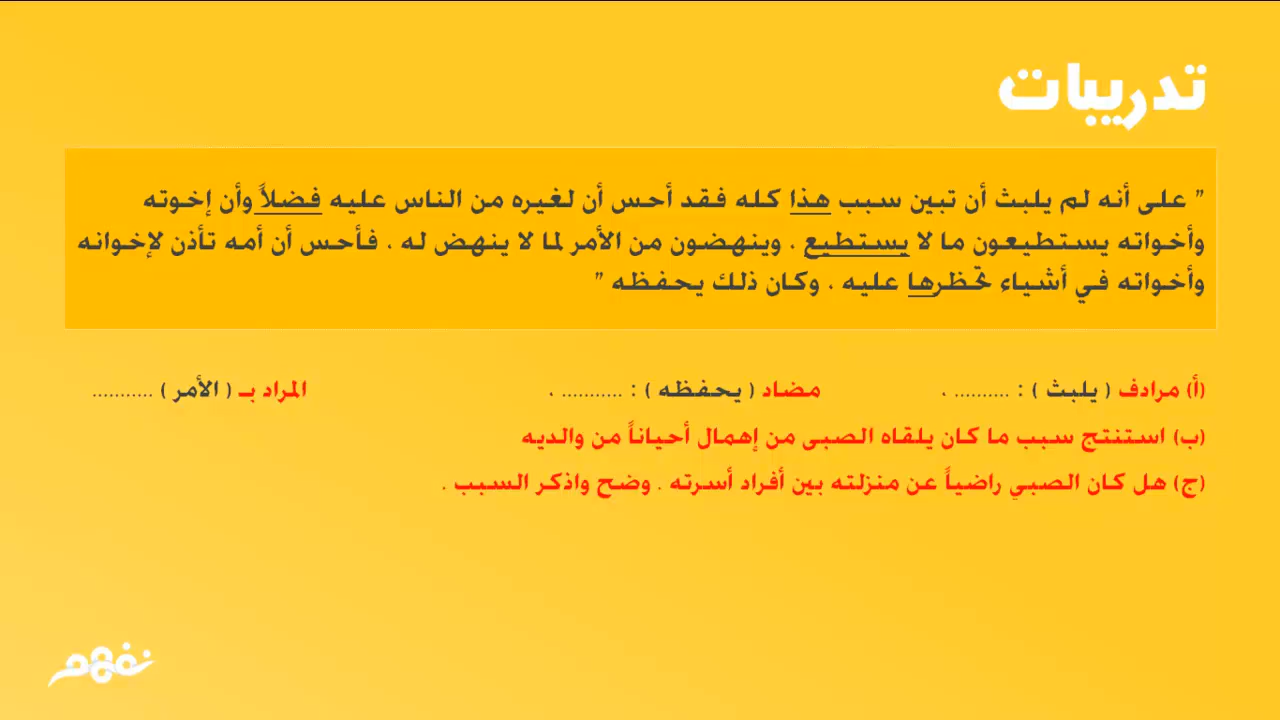 تدريبات
" على أنه لم يلبث أن تبين سبب هذا كله فقد أحس أن لغيره من الناس عليه فضلاً وأن إخوته
وأخواته يستطيعون ما لا يستطيع ، وينهضون من الأمر لما لا ينهض له ، فأحس أن أمه تأذن لإخوانه
وأخواته في أشياء تحظرها عليه ، وكان ذلك يحفظه "
(أ) مرادف ( يلبث ) : .......... ، مضاد ( يحفظه ) : ........... ، المراد بـ ( الأمر ) ...........
(ب) استنتج سبب ما كان يلقاه الصبى من إهمال أحياناً من والديه
(ج) هل كان الصبي راضياً عن منزلته بين أفراد أسرته . وضح واذكر السبب .
نفهم